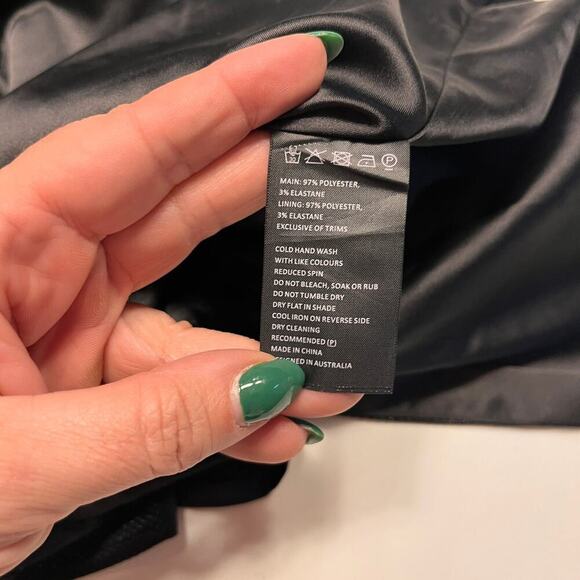 MAIN: 97% POLYESTER,
3% ELASTANE
LINING: 97% POLYESTER,
3% ELASTANE
EXCLUSIVE OF TRIMS
COLD HAND WASH
WITH LIKE COLOURS
REDUCED SPIN
DO NOT BLEACH, SOAK OR RUB
DO NOT TUMBLE DRY
DRY FLAT IN SHADE
COOL IRON ON REVERSE SIDE
DRY CLEANING
RECOMMENDED (P)
MADE IN CHINA
IN AUSTRALIA